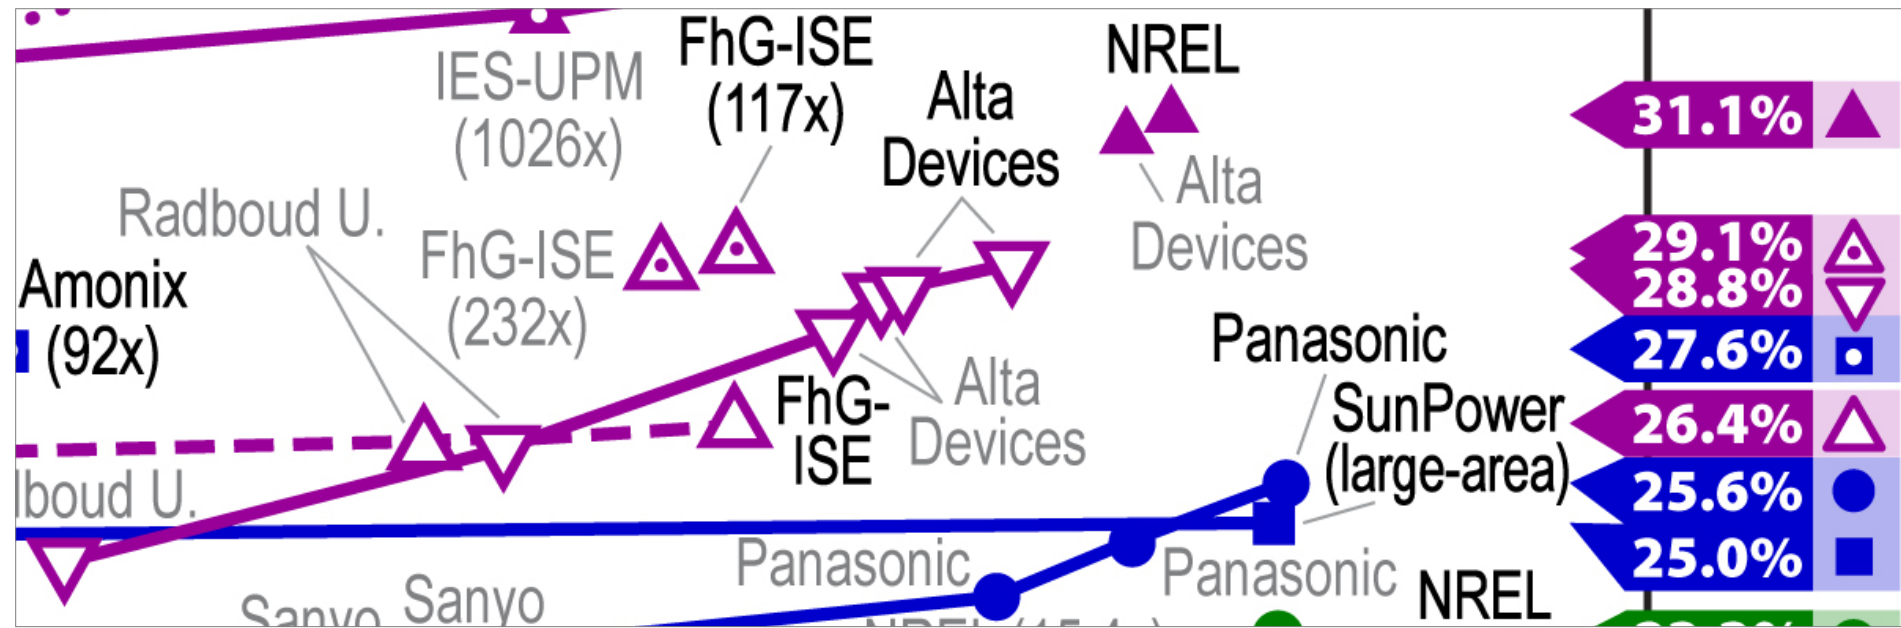 IES-UPM
(1026x)
FhG-ISE
(117x)
Alta
Devices
NREL
Alta
Devices
Radboud U.
FhG-ISE
(232x)
Amonix
(92x)
Panasonic
SunPower
(large-area)
FhG-
ISE
Alta
Devices
U.
Panasonic
Panasonic
Sanyo
Sanyo
NREL
31.1%
29.1%
28.8%
27.6%
26.4%
25.6%
25.0%